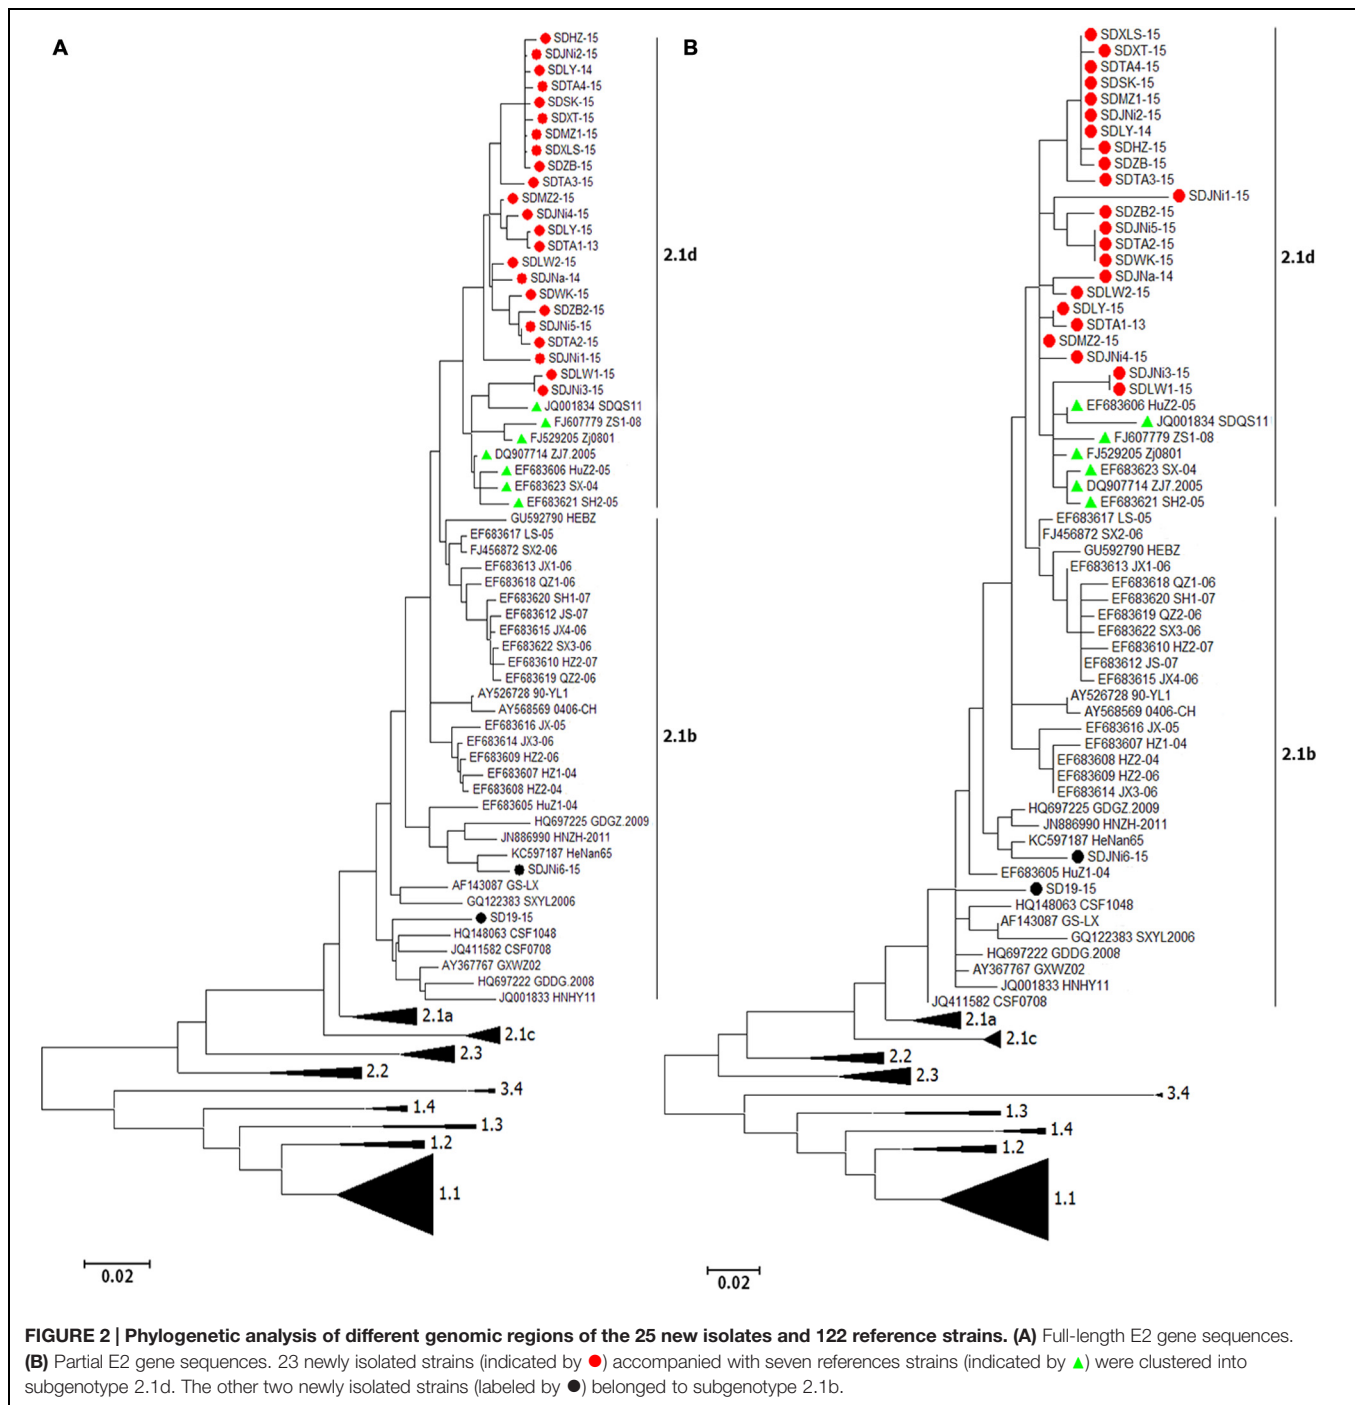 A
SDHZ-15
SDJNi2-15
SDLY-14
SDTA4-15
SDSK-15
SDXT-15
SDMZ1-15
SDXLS-15
SDZB-15
SDTA3-15
SDMZ2-15
SDJNi4-15
SDLY-15
SDTA1-13
SDLW2-15
SDJNa-14
SDWK-15
SDZB2-15
SDJNi5-15
SDTA2-15
SDJNi1-15
SDLW1-15
SDJNi3-15
JQ001834 SDQS11
FJ607779 ZS1-08
FJ529205 Zj0801
DQ907714 ZJ7.2005
EF683606 HuZ2-05
EF683623 SX-04
EF683621 SH2-05
2.1d
GU592790 HEBZ
EF683617 LS-05
FJ456872 SX2-06
EF683613 JX1-06
EF683618 QZ1-06
EF683620 SH1-07
EF683612 JS-07
EF683615 JX4-06
EF683622 SX3-06
EF683610 HZ2-07
EF683619 QZ2-06
AY526728 90-YL1
AY568569 0406-CH
EF683616 JX-05
EF683614 JX3-06
EF683609 HZ2-06
EF683607 HZ1-04
EF683608 HZ2-04
EF683605 HuZ1-04
HQ697225 GDGZ.2009
JN886990 HNZH-2011
KC597187 HeNan65
SDJNi6-15
AF143087 GS-LX
GQ122383 SXYL2006
SD19-15
HQ148063 CSF1048
JQ411582 CSF0708
AY367767 GXWZ02
HQ697222 GDDG.2008
JQ001833 HNHY11
2.1b
2.1a
2.1c
2.3
2.2
3.4
1.4
1.3
1.2
1.1
0.02
B
SDXLS-15
SDXT-15
SDTA4-15
SDSK-15
SDMZ1-15
SDJNi2-15
SDLY-14
SDHZ-15
SDZB-15
SDTA3-15
SDJNi1-15
SDZB2-15
SDJNi5-15
SDTA2-15
SDWK-15
SDJNa-14
SDLW2-15
SDLY-15
SDTA1-13
SDMZ2-15
SDJNi4-15
SDJNi3-15
SDLW1-15
EF683606 HuZ2-05
JQ001834 SDQS11
FJ607779 ZS1-08
FJ529205 Zj0801
EF683623 SX-04
DQ907714 ZJ7.2005
EF683621 SH2-05
2.1d
EF683617 LS-05
FJ456872 SX2-06
GU592790 HEBZ
EF683613 JX1-06
EF683618 QZ1-06
EF683620 SH1-07
EF683619 QZ2-06
EF683622 SX3-06
EF683610 HZ2-07
EF683612 JS-07
EF683615 JX4-06
AY526728 90-YL1
AY568569 0406-CH
EF683616 JX-05
EF683607 HZ1-04
EF683608 HZ2-04
EF683609 HZ2-06
EF683614 JX3-06
HQ697225 GDGZ.2009
JN886990 HNZH-2011
KC597187 HeNan65
SDJNi6-15
EF683605 HuZ1-04
SD19-15
HQ148063 CSF1048
AF143087 GS-LX
GQ122383 SXYL2006
HQ697222 GDDG.2008
AY367767 GXWZ02
JQ001833 HNHY11
JQ411582 CSF0708
2.1b
2.1a
2.1c
2.2
2.3
3.4
1.3
1.4
1.2
1.1
0.02
FIGURE 2 | Phylogenetic analysis of different genomic regions of the 25 new isolates and 122 reference strains. (A) Full-length E2 gene sequences.
(B) Partial E2 gene sequences. 23 newly isolated strains (indicated by ●) accompanied with seven references strains (indicated by ▲) were clustered into
subgenotype 2.1d. The other two newly isolated strains (labeled by ●) belonged to subgenotype 2.1b.